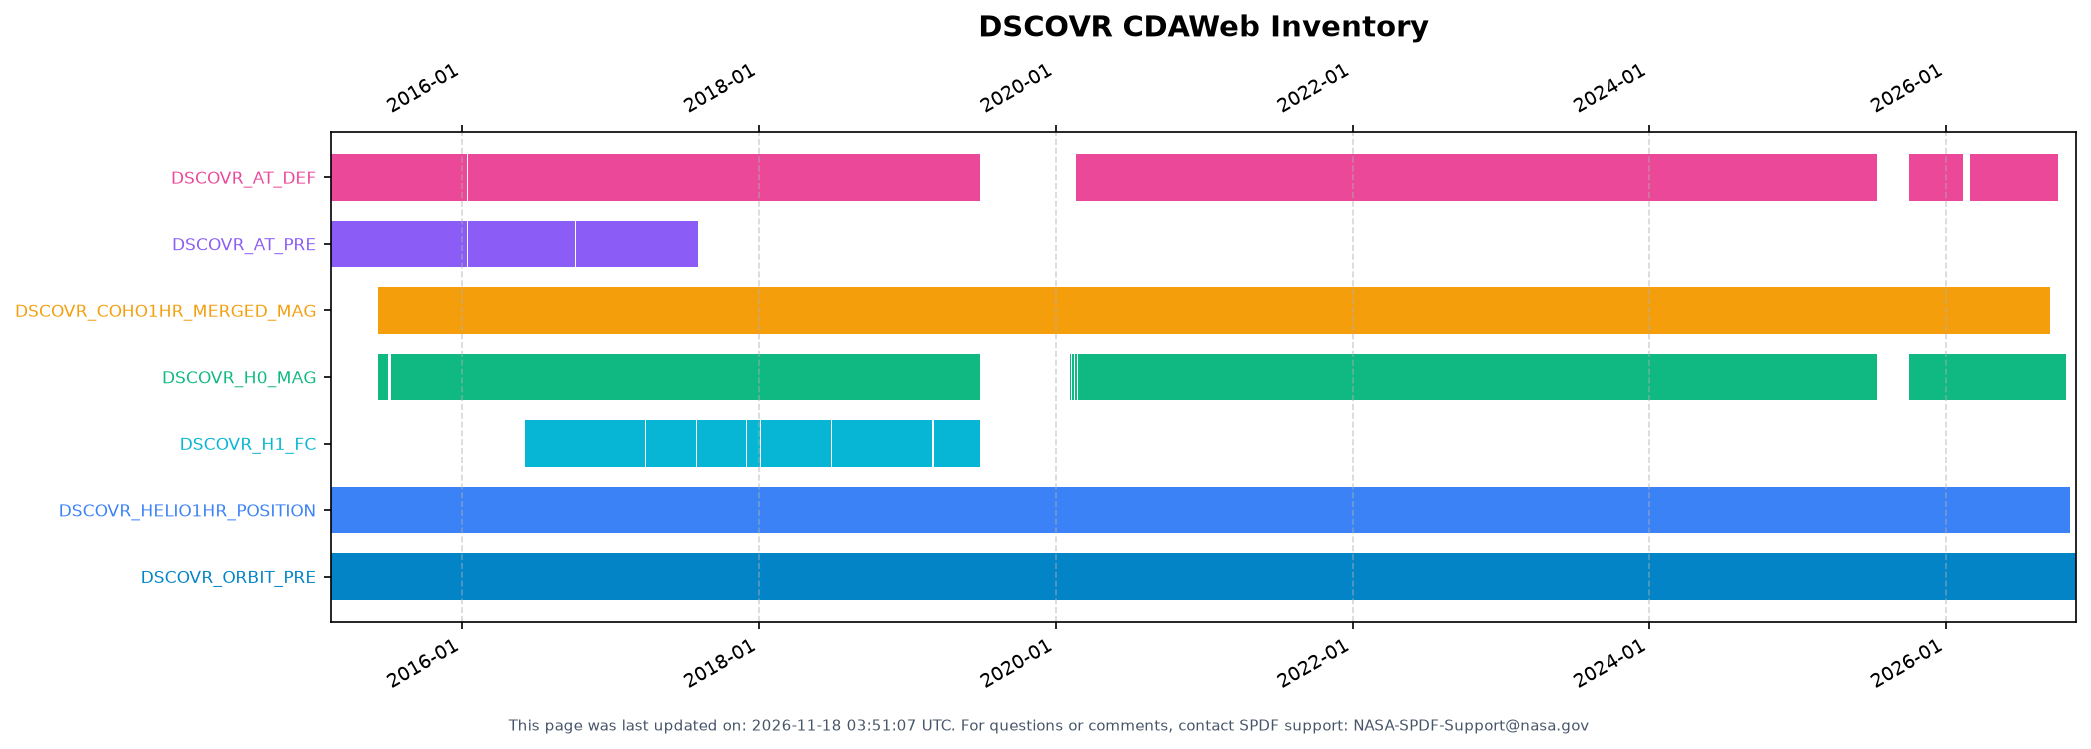 DSCOVR CDAWeb Inventory
2016-01 2018-01 2020-01 2022-01 2024-01 2026-01
DSCOVR_AT_DEF
DSCOVR_AT_PRE
DSCOVR_COHO1HR_MERGED_MAG
DSCOVR_H0_MAG
DSCOVR_H1_FC
DSCOVR_HELIO1HR_POSITION
DSCOVR_ORBIT_PRE
2016-01 2018-01 2020-01 2022-01 2024-01 2026-01
This page was last updated on: 2026-11-18 03:51:07 UTC. For questions or comments, contact SPDF support: NASA-SPDF-Support@nasa.gov